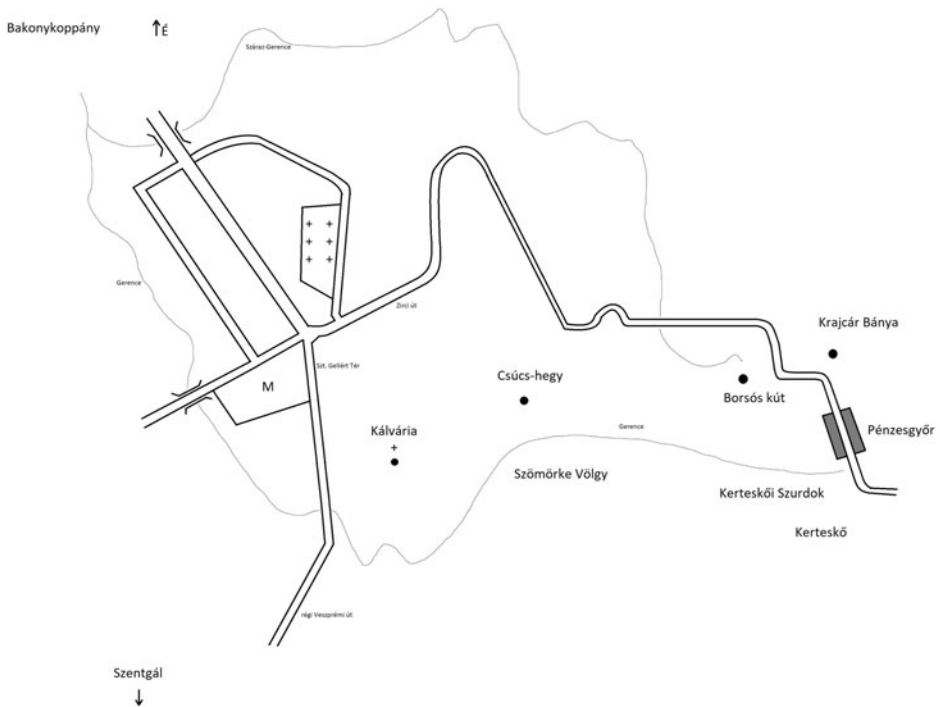 Bakonykoppány
É
Száraz-Gerence
Gerence
Zirci út
Krajcár Bánya
Szt. Gellért Tér
Csúcs-hegy
M
Borsós kút
Kálvária
Gerence
Pénzesgyőr
Szömörke Völgy
Kerteskői Szurdok
Kerteskő
régi Veszprémi út
Szentgál